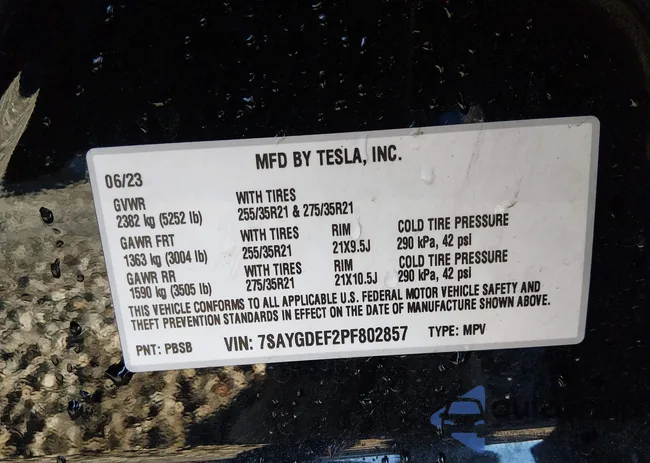 MFD BY TESLA, INC.
06/23
GVWR WITH TIRES
2382 kg (5252 lb) 255/35R21 & 275/35R21
GAWR FRT WITH TIRES RIM COLD TIRE PRESSURE
1363 kg (3004 lb) 255/35R21 21X9.5J 290 kPa, 42 psi
GAWR RR WITH TIRES RIM COLD TIRE PRESSURE
1590 kg (3505 lb) 275/35R21 21X10.5J 290 kPa, 42 psi
THIS VEHICLE CONFORMS TO ALL APPLICABLE U.S. FEDERAL MOTOR VEHICLE SAFETY AND
THEFT PREVENTION STANDARDS IN EFFECT ON THE DATE OF MANUFACTURE SHOWN ABOVE.
PNT: PBSB VIN: 7SAYGDEF2PF802857 TYPE: MPV